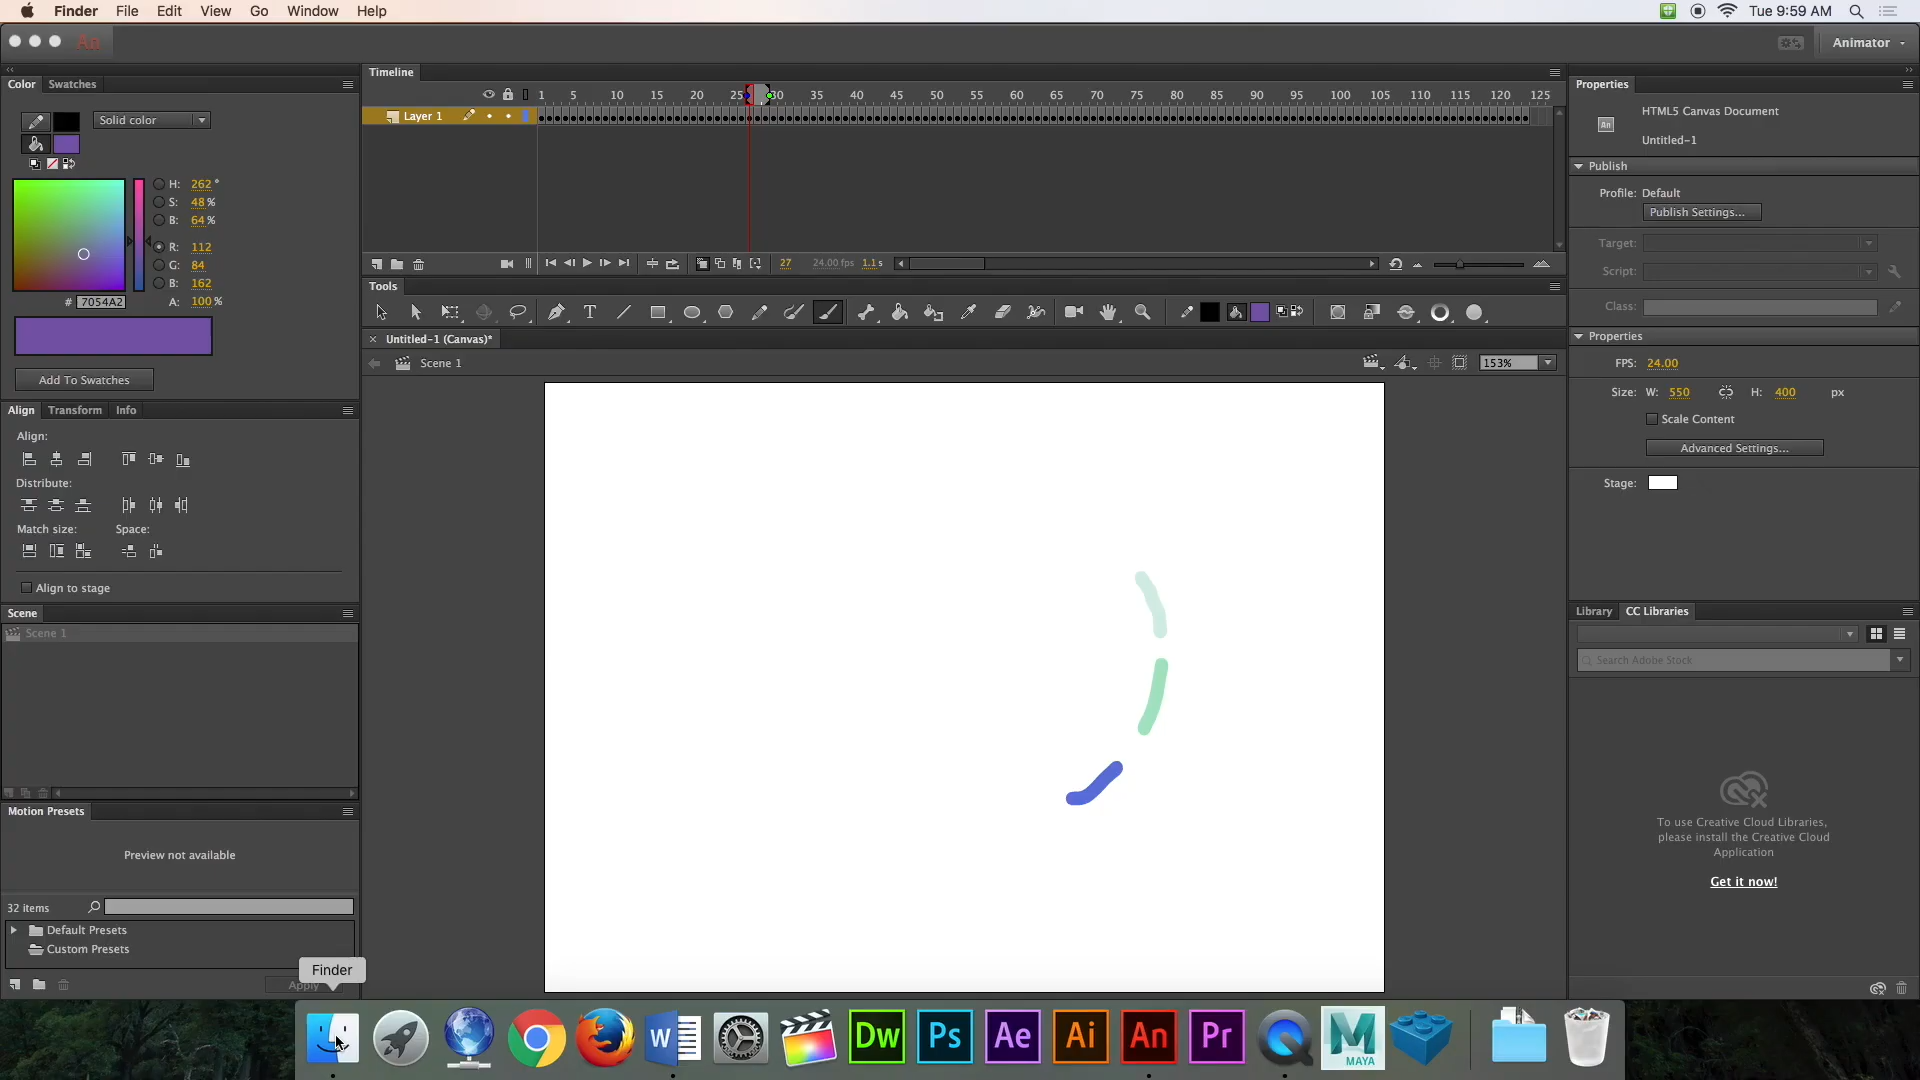 Finder File Edit View Go Window Help
Tue 9:59 AM
An
Animator
Color Swatches
Solid color
H: 262 °
S: 48 %
B: 64 %
R: 112
G: 84
B: 162
# 7054A2
A: 100 %
Add To Swatches
Align Transform Info
Align:
Distribute:
Match size: Space:
Align to stage
Scene
Scene 1
Motion Presets
Preview not available
32 items
Default Presets
Custom Presets
Finder
Apply
Timeline
1 5 10 15 20 25 30 35 40 45 50 55 60 65 70 75 80 85 90 95 100 105 110 115 120 125
Layer 1
27 24.00 fps 1.1 s
Tools
Untitled-1 (Canvas)*
Scene 1
153%
Properties
HTML5 Canvas Document
An
Untitled-1
Publish
Profile: Default
Publish Settings...
Target:
Script:
Class:
Properties
FPS: 24.00
Size: W: 550 H: 400 px
Scale Content
Advanced Settings...
Stage:
Library CC Libraries
Search Adobe Stock
To use Creative Cloud Libraries,
please install the Creative Cloud
Application
Get it now!
W Dw Ps Ae Ai An Pr
MAYA